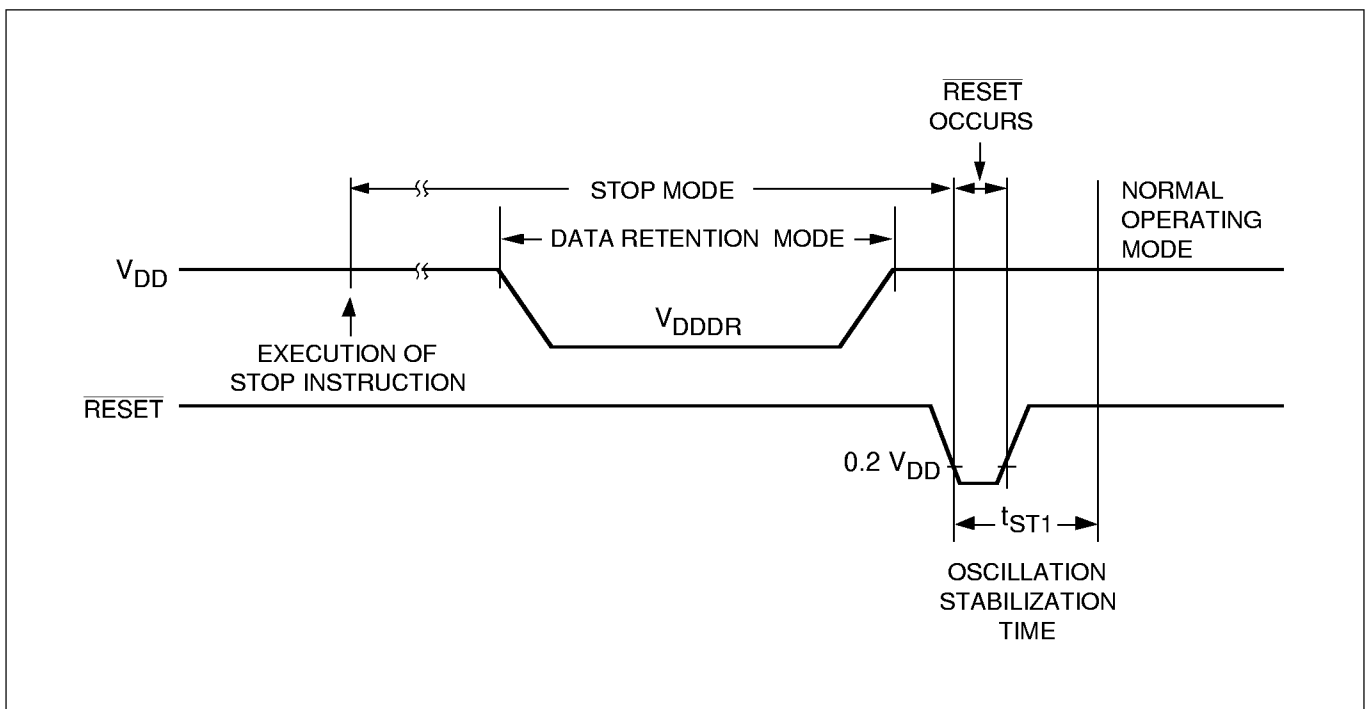 RESET
OCCURS
STOP MODE
NORMAL
OPERATING
MODE
DATA RETENTION MODE
VDD
VDDDR
EXECUTION OF
STOP INSTRUCTION
RESET
0.2 VDD
tST1
OSCILLATION
STABILIZATION
TIME